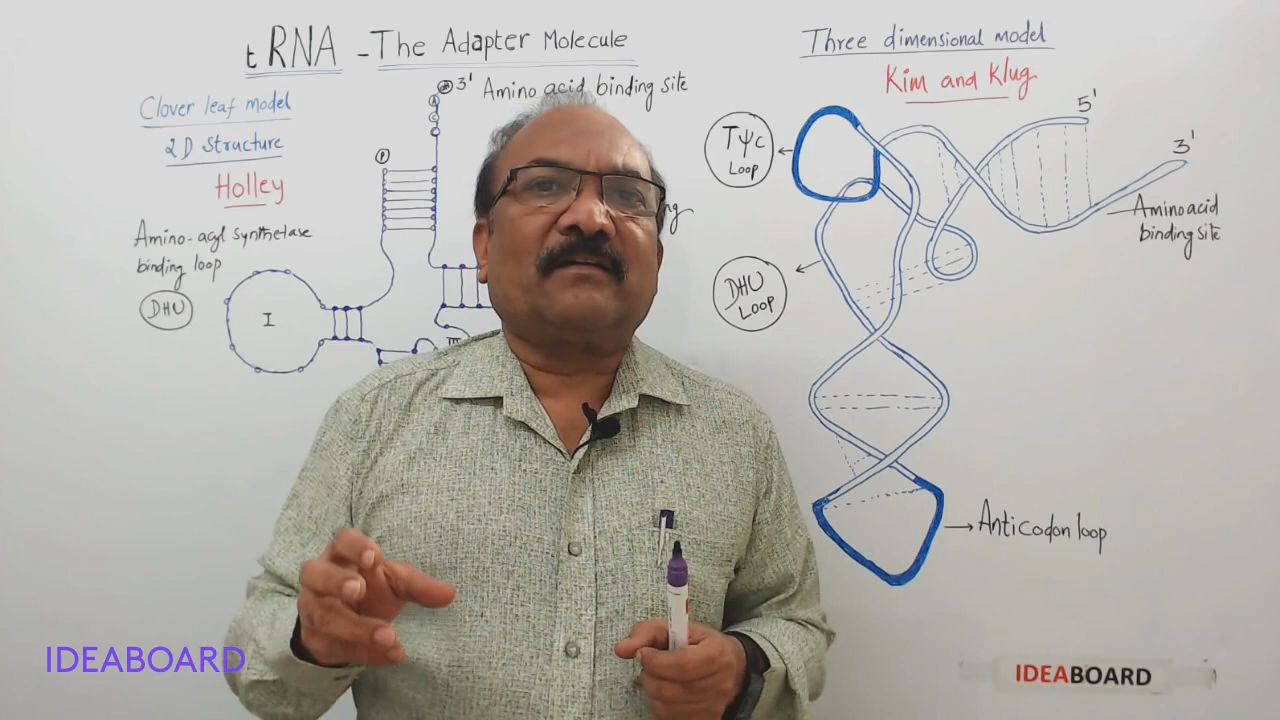 tRNA - The Adapter Molecule
Clover leaf model
2D structure
Holley
Amino-acyl synthetase
binding loop
DHU
I
P
3' Amino acid binding site
A
C
C
III
Three dimensional model
Kim and Klug
5'
3'
TΨC
Loop
DHU
Loop
Aminoacid
binding site
Anticodon loop
IDEABOARD
IDEABOARD